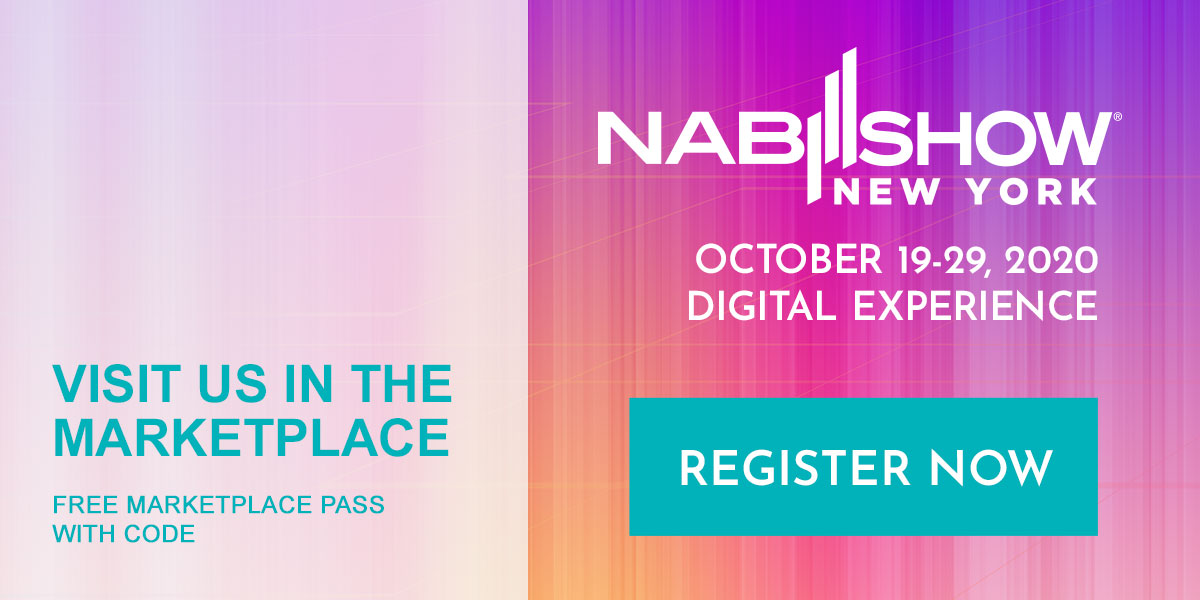 VISIT US IN THE
MARKETPLACE
FREE MARKETPLACE PASS
WITH CODE
NAB SHOW®
NEW YORK
OCTOBER 19-29, 2020
DIGITAL EXPERIENCE
REGISTER NOW